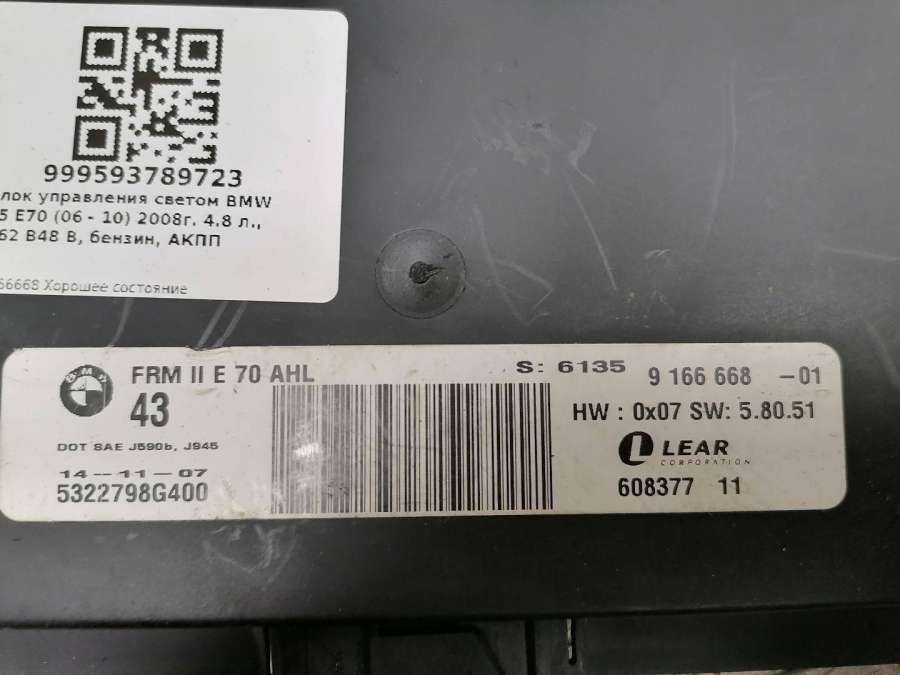 999593789723
лок управления светом BMW
5 E70 (06 - 10) 2008г. 4.8 л.,
62 B48 B, бензин, АКПП
66668 Хорошее состояние
BMW
FRM II E 70 AHL
S: 6135
9 166 668 -01
43
HW : 0x07 SW: 5.80.51
DOT SAE J590b, J945
LEAR
CORPORATION
14-11-07
5322798G400
608377 11